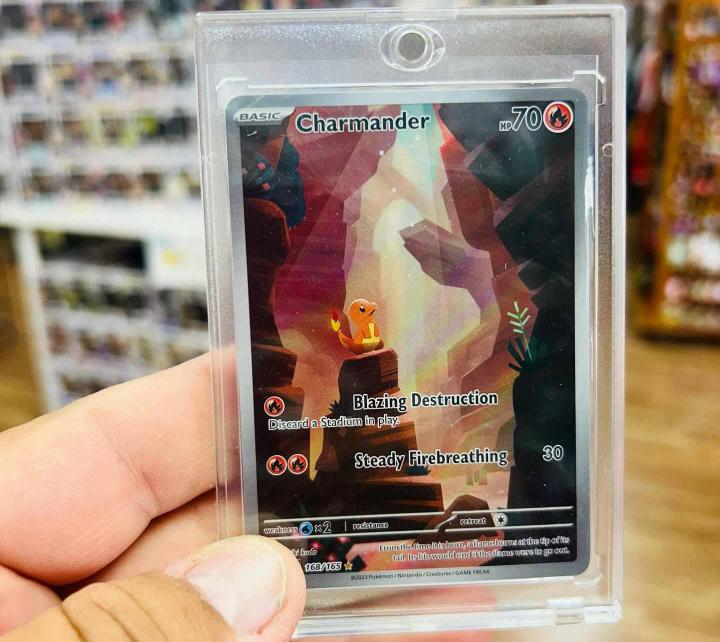 BASIC Charmander HP 70
Blazing Destruction
Discard a Stadium in play.
Steady Firebreathing 30
weakness ×2 resistance retreat
From the time it is born, a flame burns at the tip of its
tail. Its life would end if the flame were to go out.
168/165
©2023 Pokémon / Nintendo / Creatures / GAME FREAK